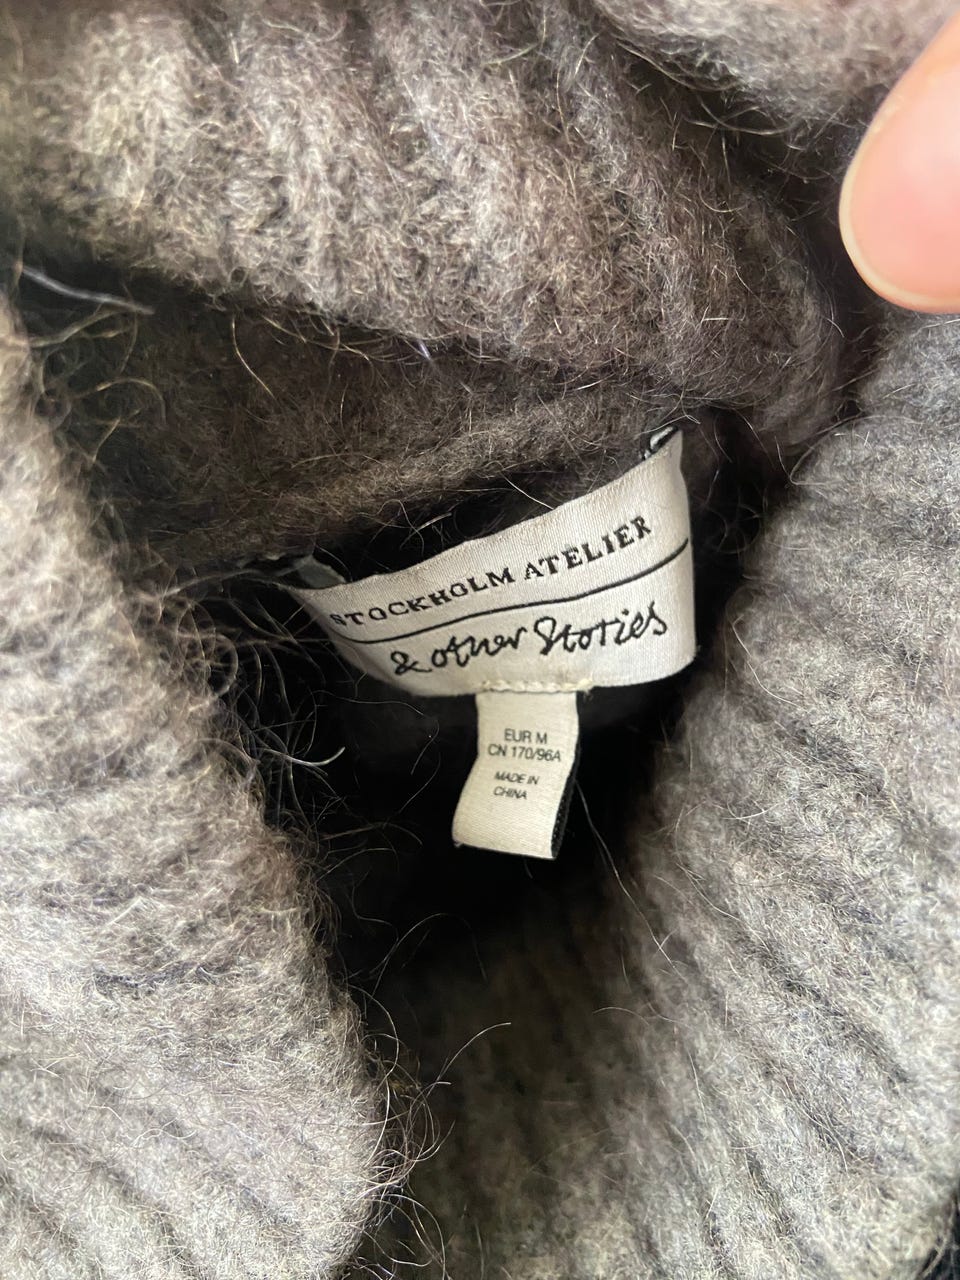 STOCKHOLM ATELIER
& other Stories
EUR M
CN 170/96A
MADE IN
CHINA